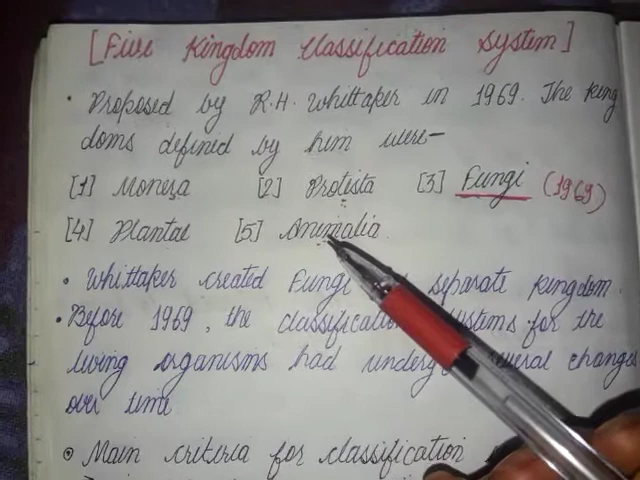 [Five Kingdom Classification System]
• Proposed by R.H. Whittaker in 1969. The king
doms defined by him were-
[1] Monera [2] Protista [3] Fungi (1969)
[4] Plantae [5] Animalia
• Whittaker created Fungi separate kingdom.
• Before 1969, the classification systems for the
living organisms had several changes
over time
⊙ Main criteria for classification